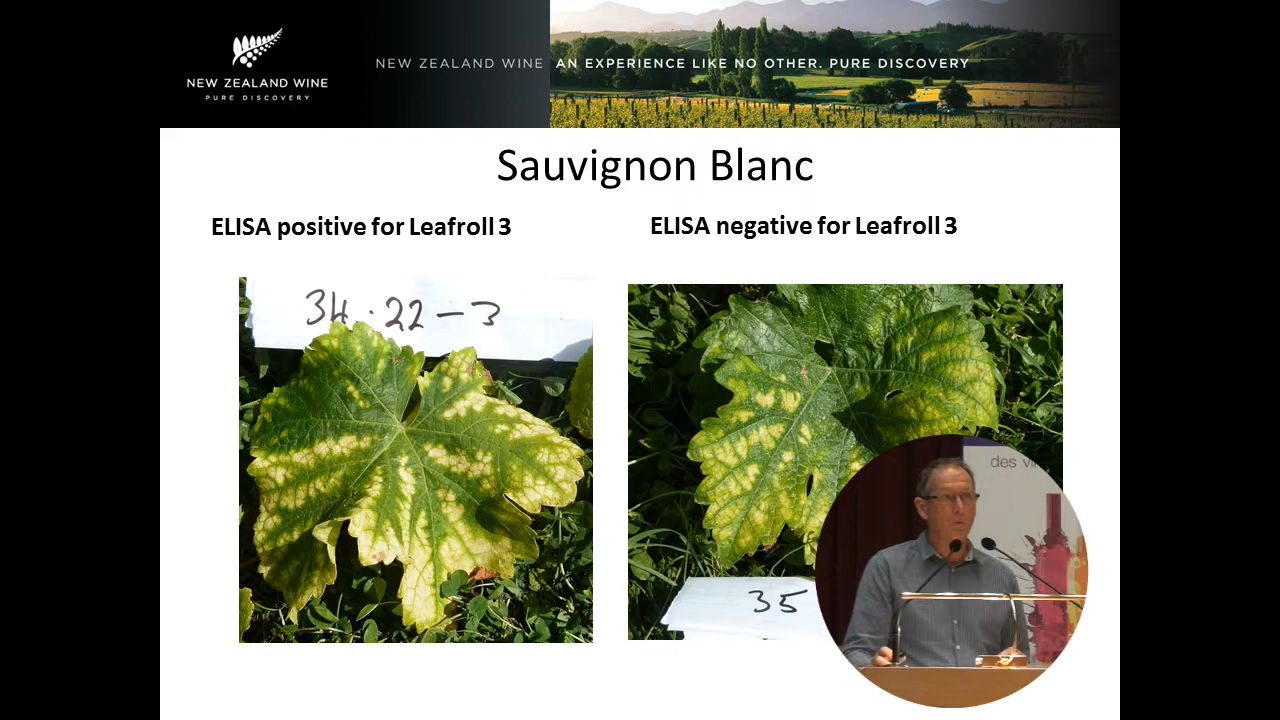 NEW ZEALAND WINE
PURE DISCOVERY
NEW ZEALAND WINE AN EXPERIENCE LIKE NO OTHER. PURE DISCOVERY
Sauvignon Blanc
ELISA positive for Leafroll 3
ELISA negative for Leafroll 3
34.22-3
35
des